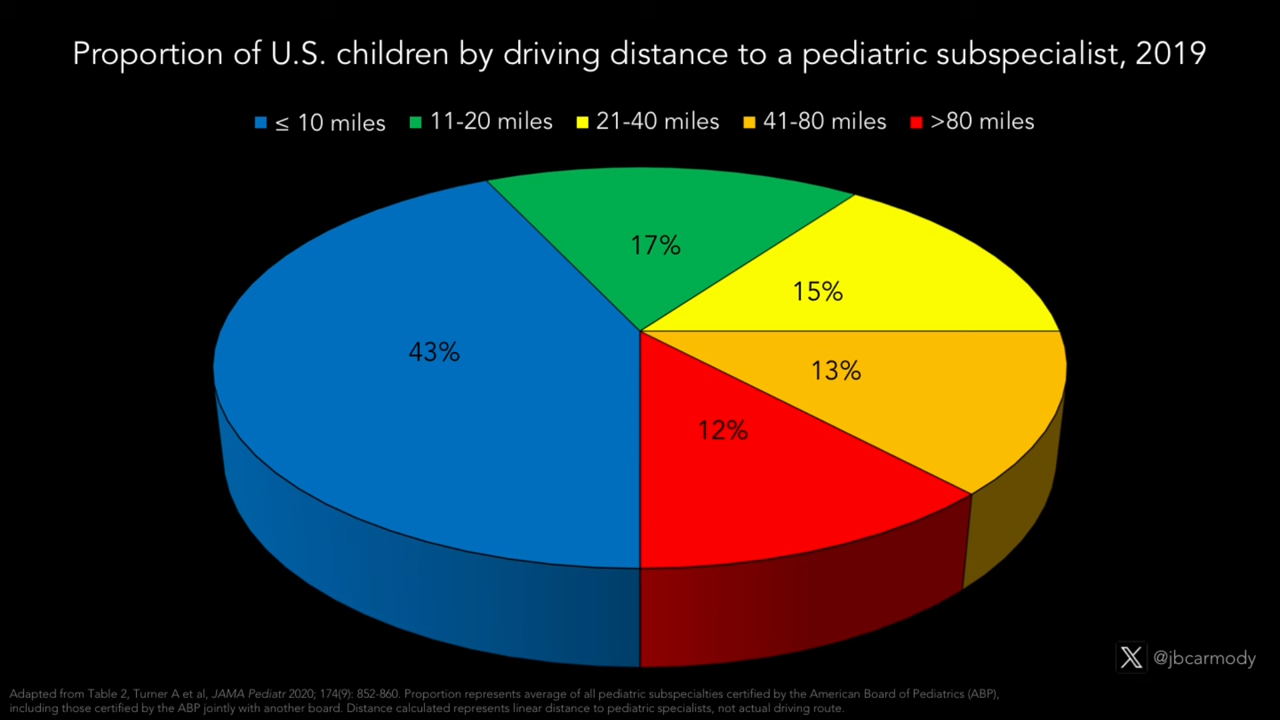 Proportion of U.S. children by driving distance to a pediatric subspecialist, 2019
≤ 10 miles 11-20 miles 21-40 miles 41-80 miles >80 miles
17%
15%
43%
13%
12%
@jbcarmody
Adapted from Table 2, Turner A et al, JAMA Pediatr 2020; 174(9): 852-860. Proportion represents average of all pediatric subspecialties certified by the American Board of Pediatrics (ABP),
including those certified by the ABP jointly with another board. Distance calculated represents linear distance to pediatric specialists, not actual driving route.